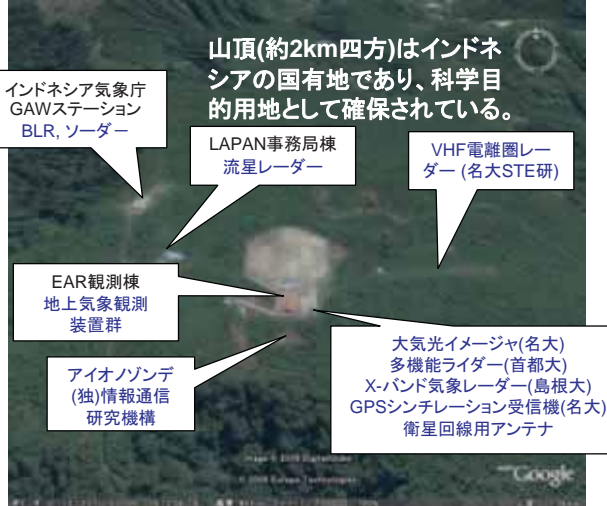 山頂(約2km四方)はインドネ
シアの国有地であり、科学目
的用地として確保されている。
インドネシア気象庁
GAWステーション
BLR, ソーダー
LAPAN事務局棟
流星レーダー
VHF電離圏レー
ダー (名大STE研)
EAR観測棟
地上気象観測
装置群
アイオノゾンデ
(独)情報通信
研究機構
大気光イメージャ(名大)
多機能ライダー(首都大)
X-バンド気象レーダー(島根大)
GPSシンチレーション受信機(名大)
衛星回線用アンテナ
Google